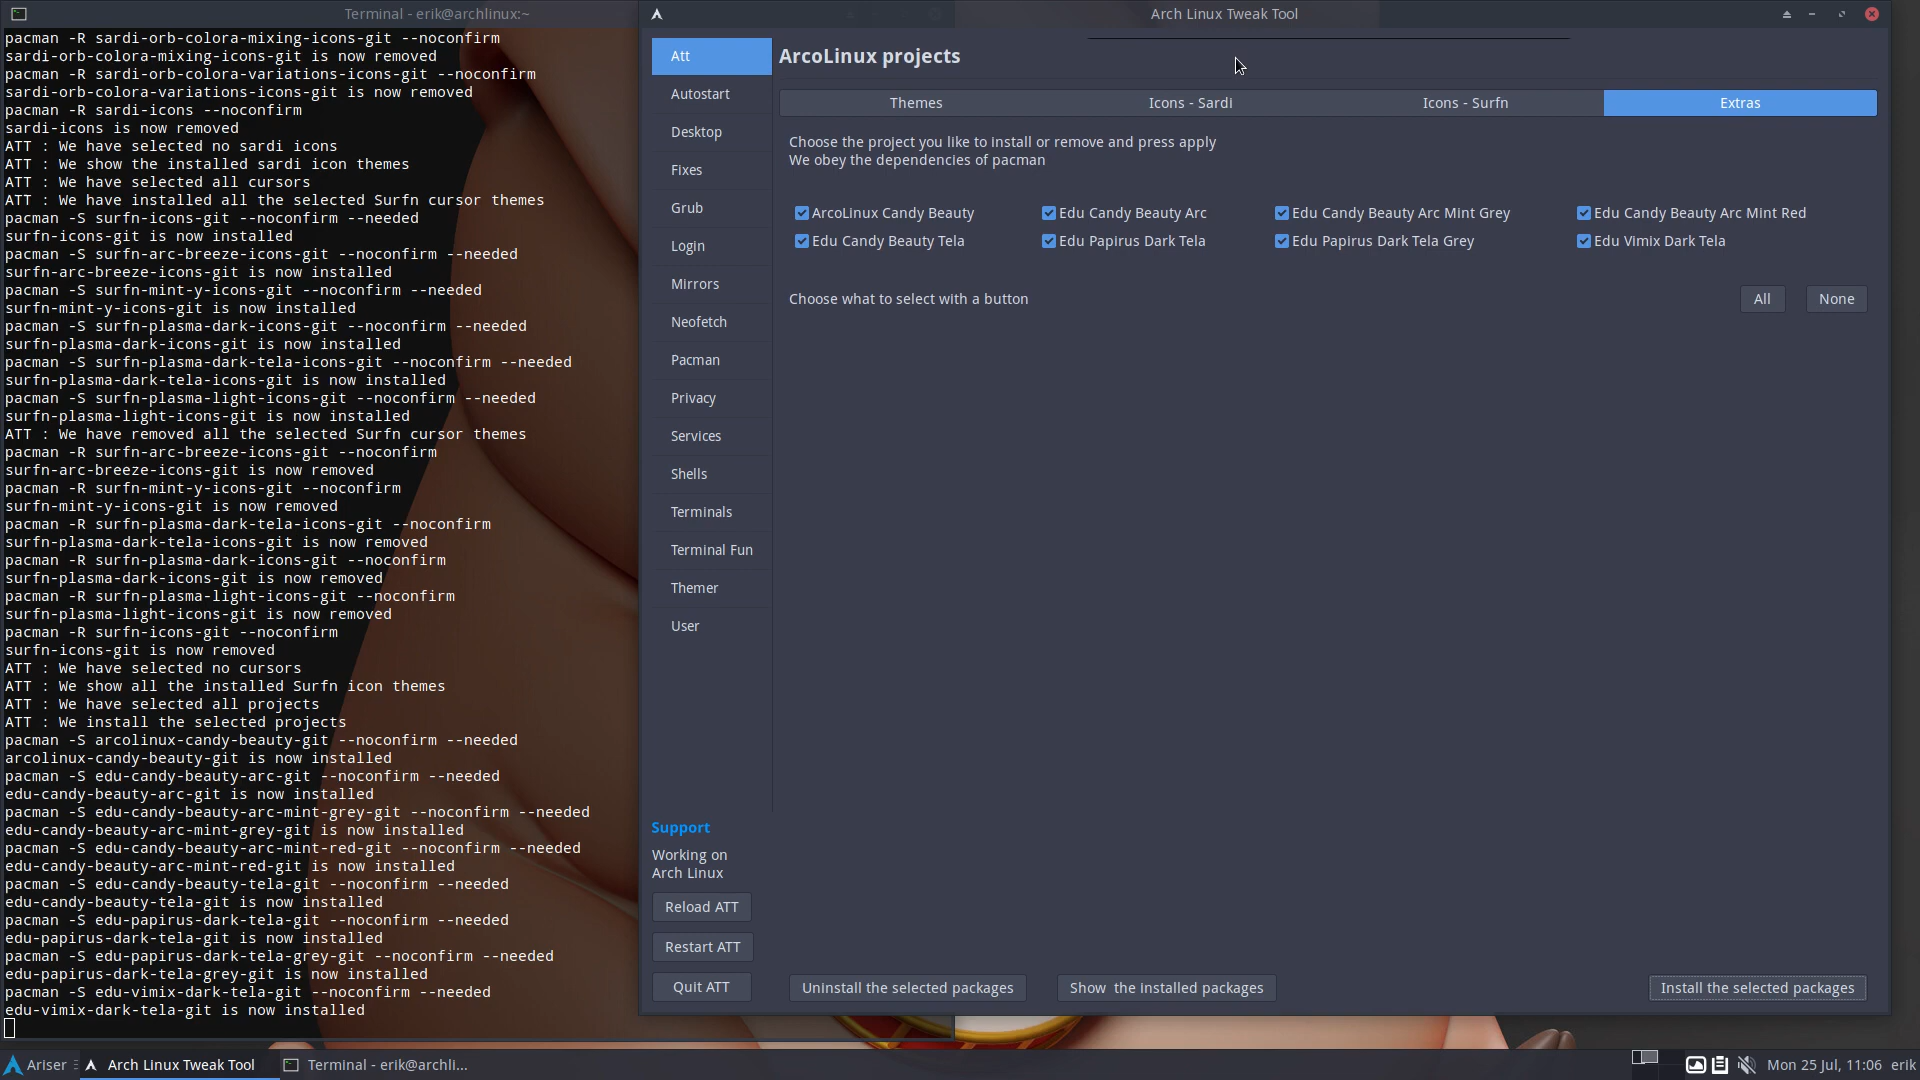 Terminal - erik@archlinux:~
pacman -R sardi-orb-colora-mixing-icons-git --noconfirm
sardi-orb-colora-mixing-icons-git is now removed
pacman -R sardi-orb-colora-variations-icons-git --noconfirm
sardi-orb-colora-variations-icons-git is now removed
pacman -R sardi-icons --noconfirm
sardi-icons is now removed
ATT : We have selected no sardi icons
ATT : We show the installed sardi icon themes
ATT : We have selected all cursors
ATT : We have installed all the selected Surfn cursor themes
pacman -S surfn-icons-git --noconfirm --needed
surfn-icons-git is now installed
pacman -S surfn-arc-breeze-icons-git --noconfirm --needed
surfn-arc-breeze-icons-git is now installed
pacman -S surfn-mint-y-icons-git --noconfirm --needed
surfn-mint-y-icons-git is now installed
pacman -S surfn-plasma-dark-icons-git --noconfirm --needed
surfn-plasma-dark-icons-git is now installed
pacman -S surfn-plasma-dark-tela-icons-git --noconfirm --needed
surfn-plasma-dark-tela-icons-git is now installed
pacman -S surfn-plasma-light-icons-git --noconfirm --needed
surfn-plasma-light-icons-git is now installed
ATT : We have removed all the selected Surfn cursor themes
pacman -R surfn-arc-breeze-icons-git --noconfirm
surfn-arc-breeze-icons-git is now removed
pacman -R surfn-mint-y-icons-git --noconfirm
surfn-mint-y-icons-git is now removed
pacman -R surfn-plasma-dark-tela-icons-git --noconfirm
surfn-plasma-dark-tela-icons-git is now removed
pacman -R surfn-plasma-dark-icons-git --noconfirm
surfn-plasma-dark-icons-git is now removed
pacman -R surfn-plasma-light-icons-git --noconfirm
surfn-plasma-light-icons-git is now removed
pacman -R surfn-icons-git --noconfirm
surfn-icons-git is now removed
ATT : We have selected no cursors
ATT : We show all the installed Surfn icon themes
ATT : We have selected all projects
ATT : We install the selected projects
pacman -S arcolinux-candy-beauty-git --noconfirm --needed
arcolinux-candy-beauty-git is now installed
pacman -S edu-candy-beauty-arc-git --noconfirm --needed
edu-candy-beauty-arc-git is now installed
pacman -S edu-candy-beauty-arc-mint-grey-git --noconfirm --needed
edu-candy-beauty-arc-mint-grey-git is now installed
pacman -S edu-candy-beauty-arc-mint-red-git --noconfirm --needed
edu-candy-beauty-arc-mint-red-git is now installed
pacman -S edu-candy-beauty-tela-git --noconfirm --needed
edu-candy-beauty-tela-git is now installed
pacman -S edu-papirus-dark-tela-git --noconfirm --needed
edu-papirus-dark-tela-git is now installed
pacman -S edu-papirus-dark-tela-grey-git --noconfirm --needed
edu-papirus-dark-tela-grey-git is now installed
pacman -S edu-vimix-dark-tela-git --noconfirm --needed
edu-vimix-dark-tela-git is now installed
Arch Linux Tweak Tool
Att
Autostart
Desktop
Fixes
Grub
Login
Mirrors
Neofetch
Pacman
Privacy
Services
Shells
Terminals
Terminal Fun
Themer
User
Support
Working on
Arch Linux
Reload ATT
Restart ATT
Quit ATT
ArcoLinux projects
Themes Icons - Sardi Icons - Surfn Extras
Choose the project you like to install or remove and press apply
We obey the dependencies of pacman
ArcoLinux Candy Beauty Edu Candy Beauty Arc Edu Candy Beauty Arc Mint Grey Edu Candy Beauty Arc Mint Red
Edu Candy Beauty Tela Edu Papirus Dark Tela Edu Papirus Dark Tela Grey Edu Vimix Dark Tela
Choose what to select with a button All None
Uninstall the selected packages Show  the installed packages Install the selected packages
Ariser Arch Linux Tweak Tool Terminal - erik@archli... Mon 25 Jul, 11:06 erik